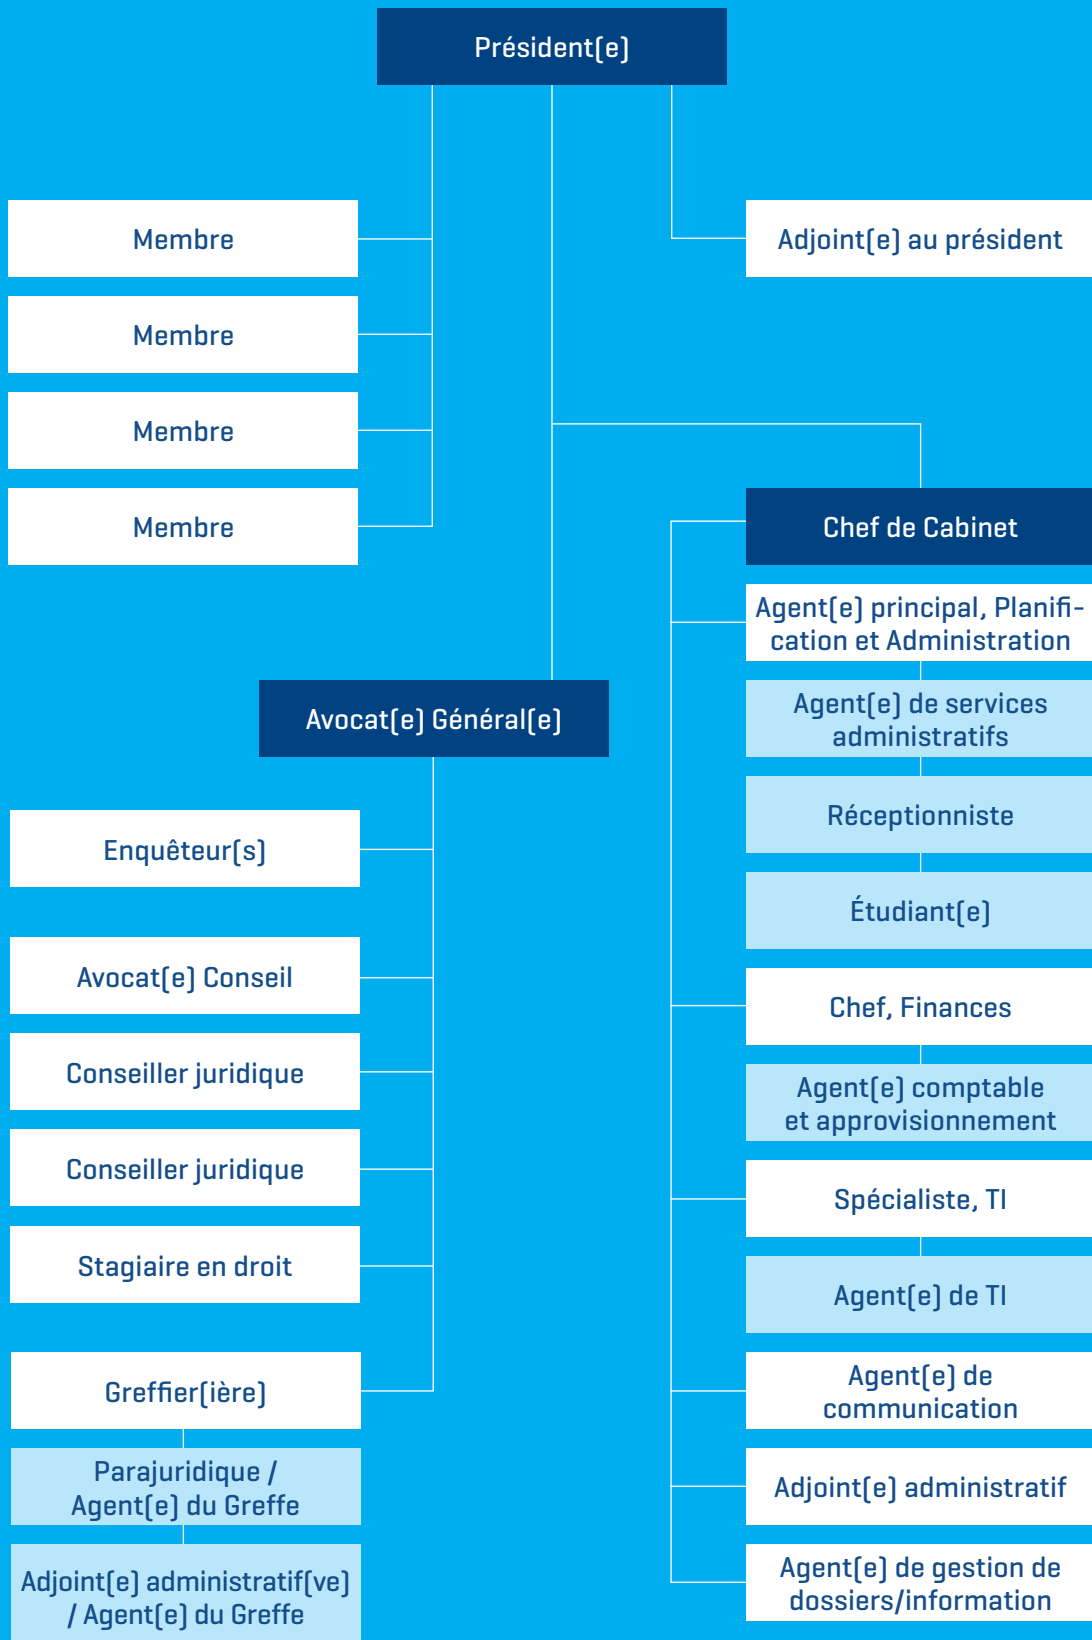 Président(e)
Membre
Adjoint(e) au président
Membre
Membre
Membre
Chef de Cabinet
Agent(e) principal, Planifi-
cation et Administration
Agent(e) de services
administratifs
Réceptionniste
Étudiant(e)
Chef, Finances
Agent(e) comptable
et approvisionnement
Spécialiste, TI
Agent(e) de TI
Agent(e) de
communication
Adjoint(e) administratif
Agent(e) de gestion de
dossiers/information
Avocat(e) Général(e)
Enquêteur(s)
Avocat(e) Conseil
Conseiller juridique
Conseiller juridique
Stagiaire en droit
Greffier(ière)
Parajuridique /
Agent(e) du Greffe
Adjoint(e) administratif(ve)
/ Agent(e) du Greffe